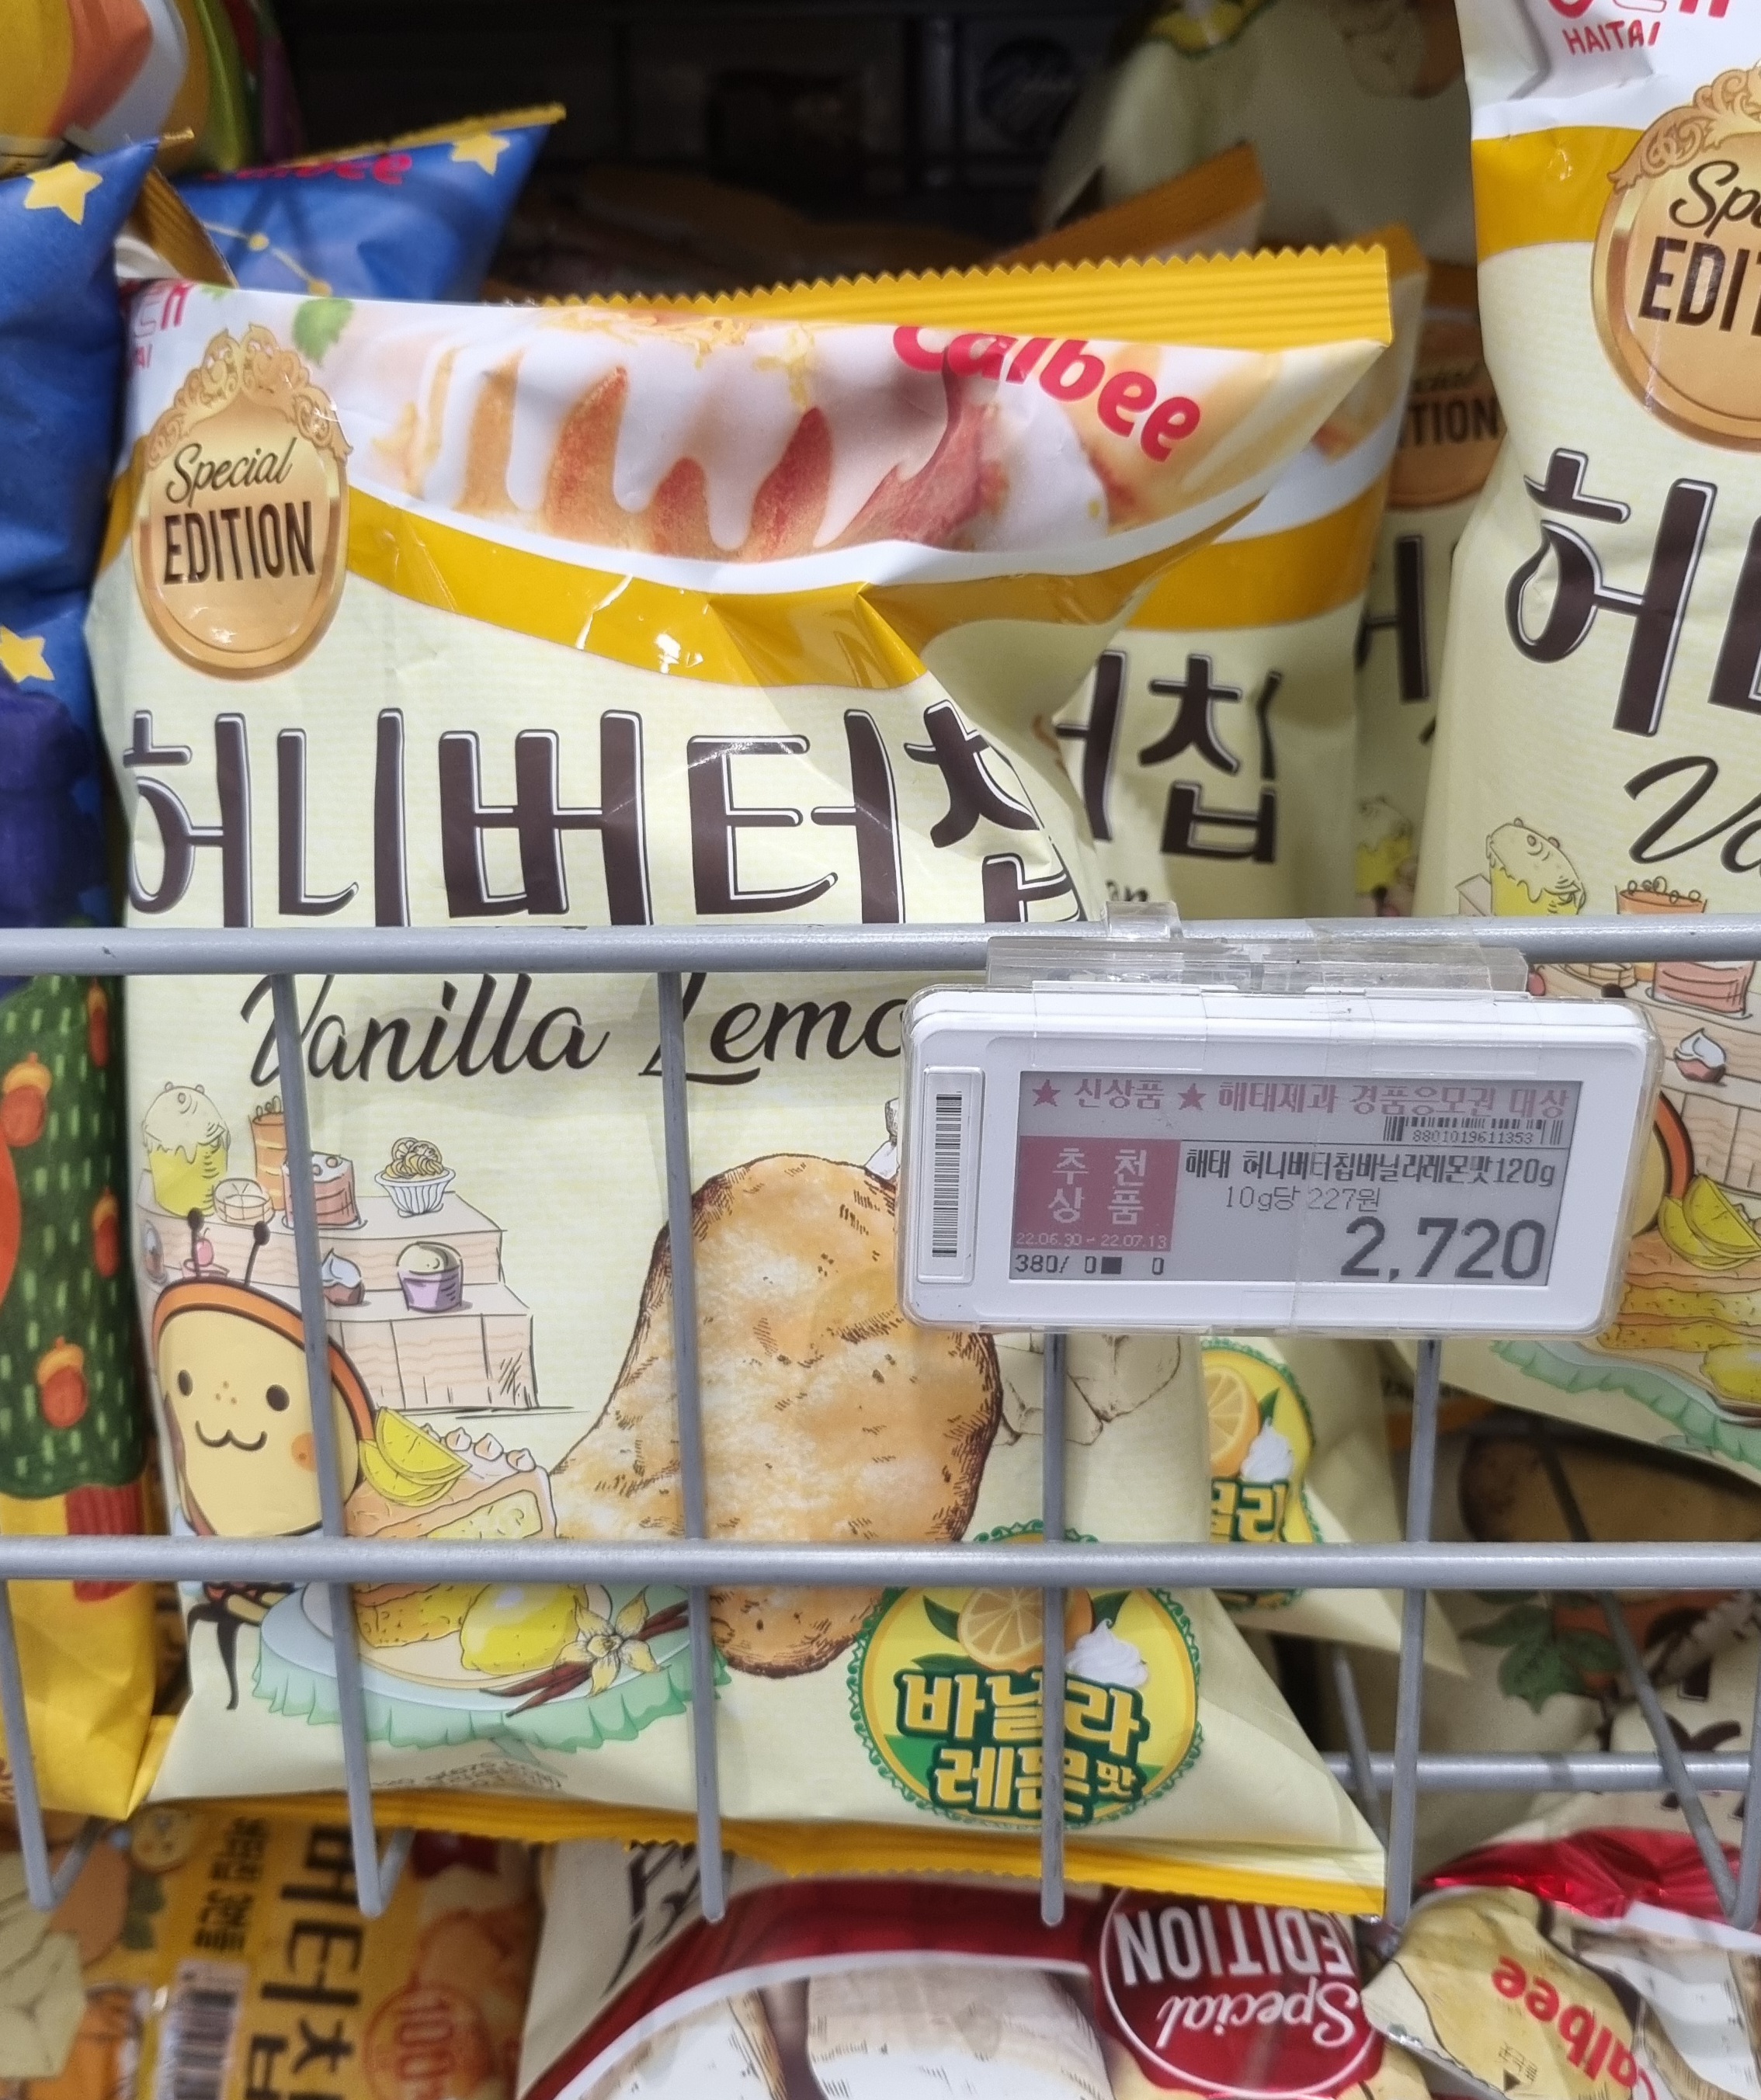 HAITAI
Calbee
Special
EDITION
허니버터칩
Vanilla Lemo
바닐라
레몬맛
★ 신상품 ★ 해태제과 경품응모권 대상
8801019611353
추천
상품
22.06.30 ~ 22.07.13
380/ 0■ 0
해태 허니버터칩바닐라레몬맛120g
10g당 227원
2,720
터칩
TION
Special
EDITION
Calbee